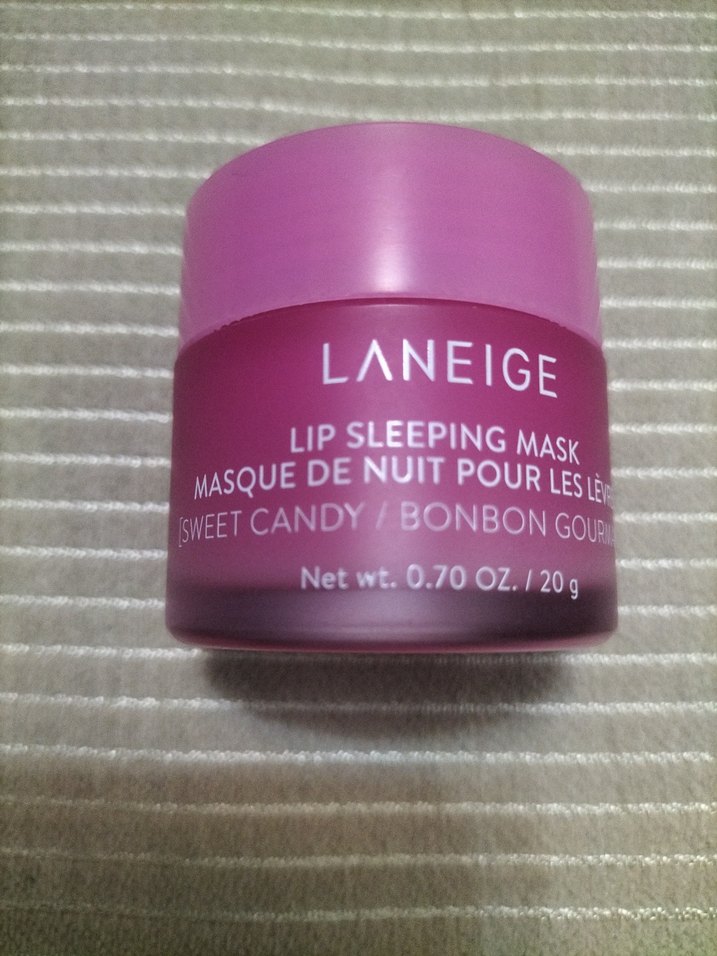 LANEIGE
LIP SLEEPING MASK
MASQUE DE NUIT POUR LES
[SWEET CANDY / BONBON
Net wt. 0.70 OZ. / 20 g